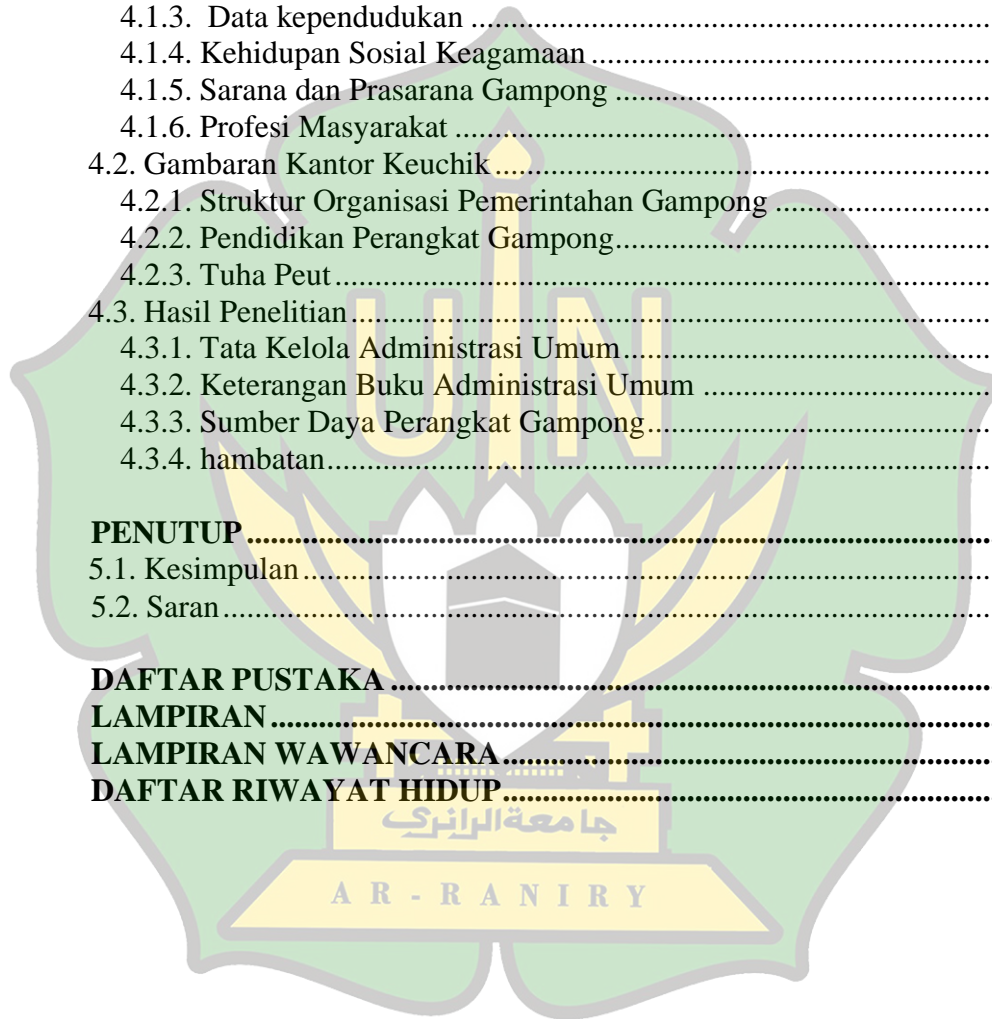 4.1.3. Data kependudukan ........................................................................
4.1.4. Kehidupan Sosial Keagamaan ........................................................
4.1.5. Sarana dan Prasarana Gampong .....................................................
4.1.6. Profesi Masyarakat ..........................................................................
4.2. Gambaran Kantor Keuchik ....................................................................
4.2.1. Struktur Organisasi Pemerintahan Gampong ..............................
4.2.2. Pendidikan Perangkat Gampong.....................................................
4.2.3. Tuha Peut .........................................................................................
4.3. Hasil Penelitian .......................................................................................
4.3.1. Tata Kelola Administrasi Umum....................................................
4.3.2. Keterangan Buku Administrasi Umum ........................................
4.3.3. Sumber Daya Perangkat Gampong.................................................
4.3.4. hambatan..........................................................................................
PENUTUP ......................................................................................................
5.1. Kesimpulan .............................................................................................
5.2. Saran ........................................................................................................
DAFTAR PUSTAKA ....................................................................................
LAMPIRAN ...................................................................................................
LAMPIRAN WAWANCARA.......................................................................
DAFTAR RIWAYAT HIDUP.......................................................................
UIN
جامعةالرانري
AR-RANIRY